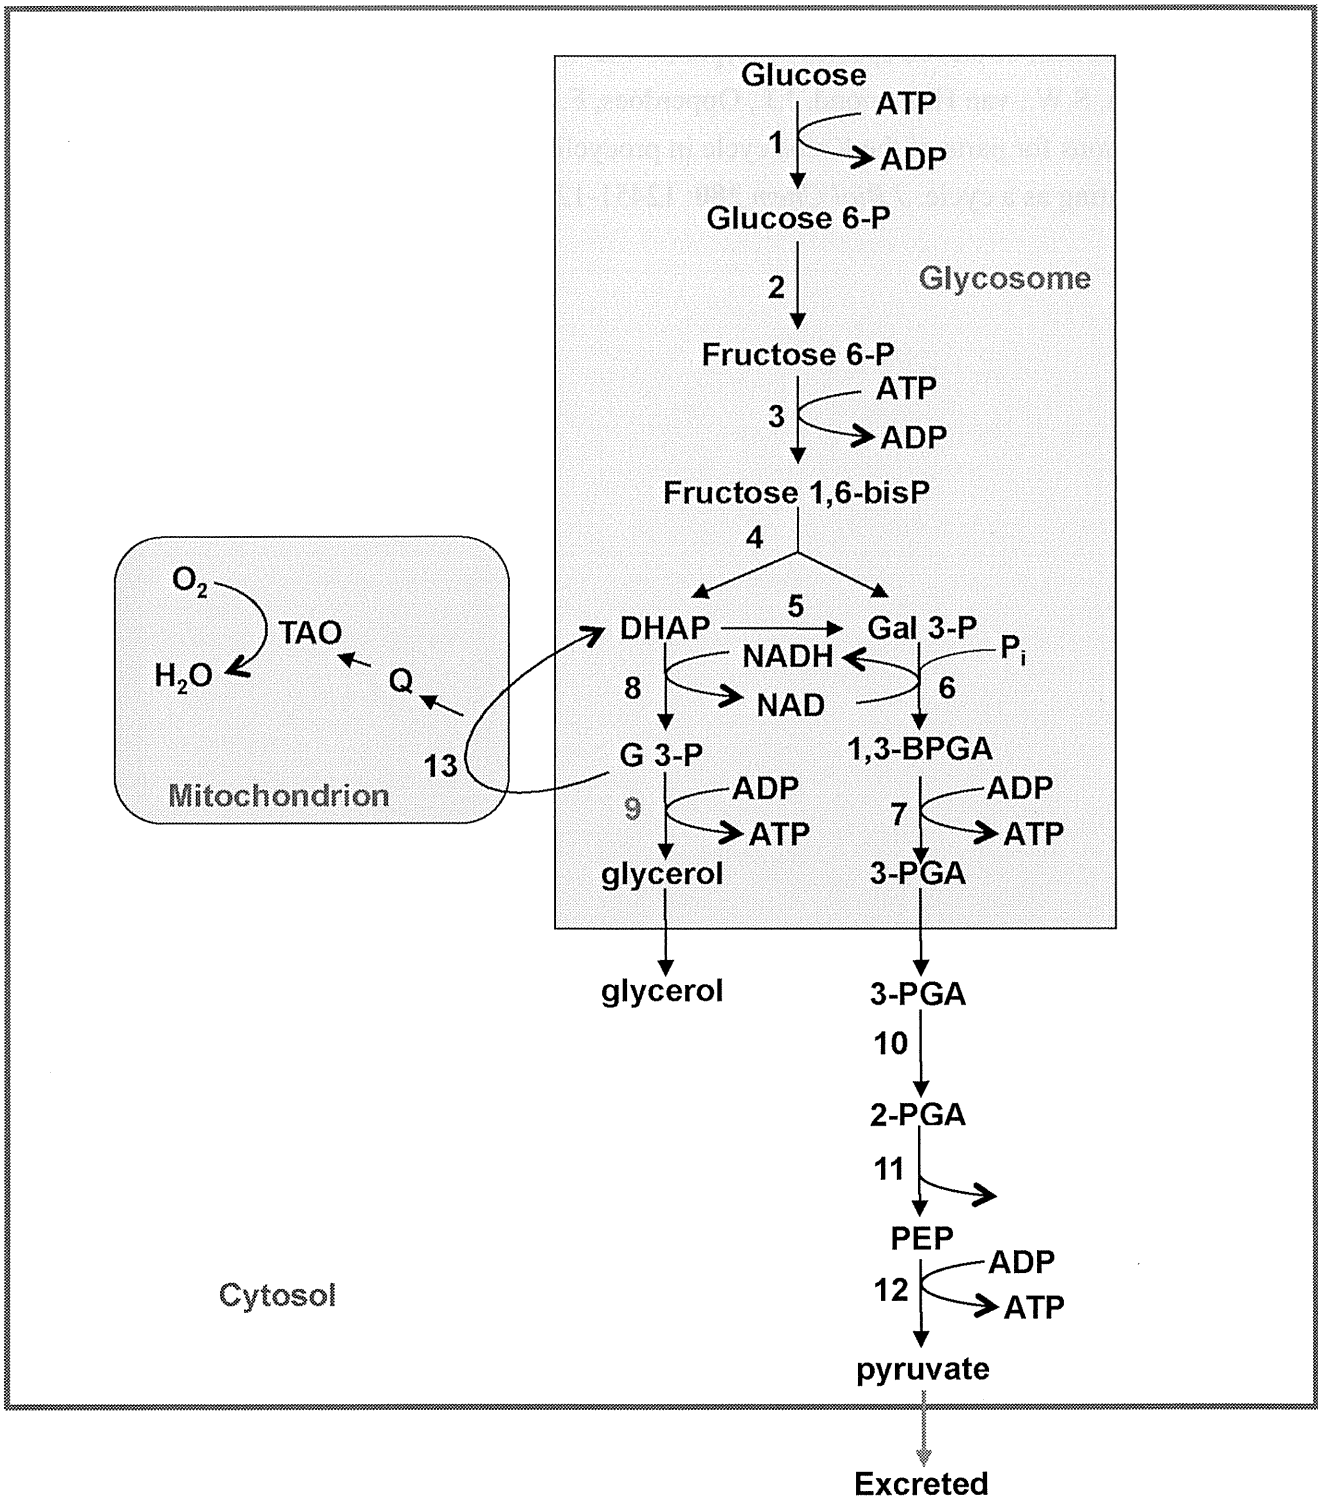 Glucose
ATP
1
ADP
Glucose 6-P
Glycosome
2
Fructose 6-P
ATP
3
ADP
Fructose 1,6-bisP
4
O2
5
TAO
DHAP
Gal 3-P
NADH
Pi
H2O
Q
8
6
NAD
13
G 3-P
1,3-BPGA
Mitochondrion
ADP
ADP
9
7
ATP
ATP
glycerol
3-PGA
glycerol
3-PGA
10
2-PGA
11
PEP
ADP
Cytosol
12
ATP
pyruvate
Excreted